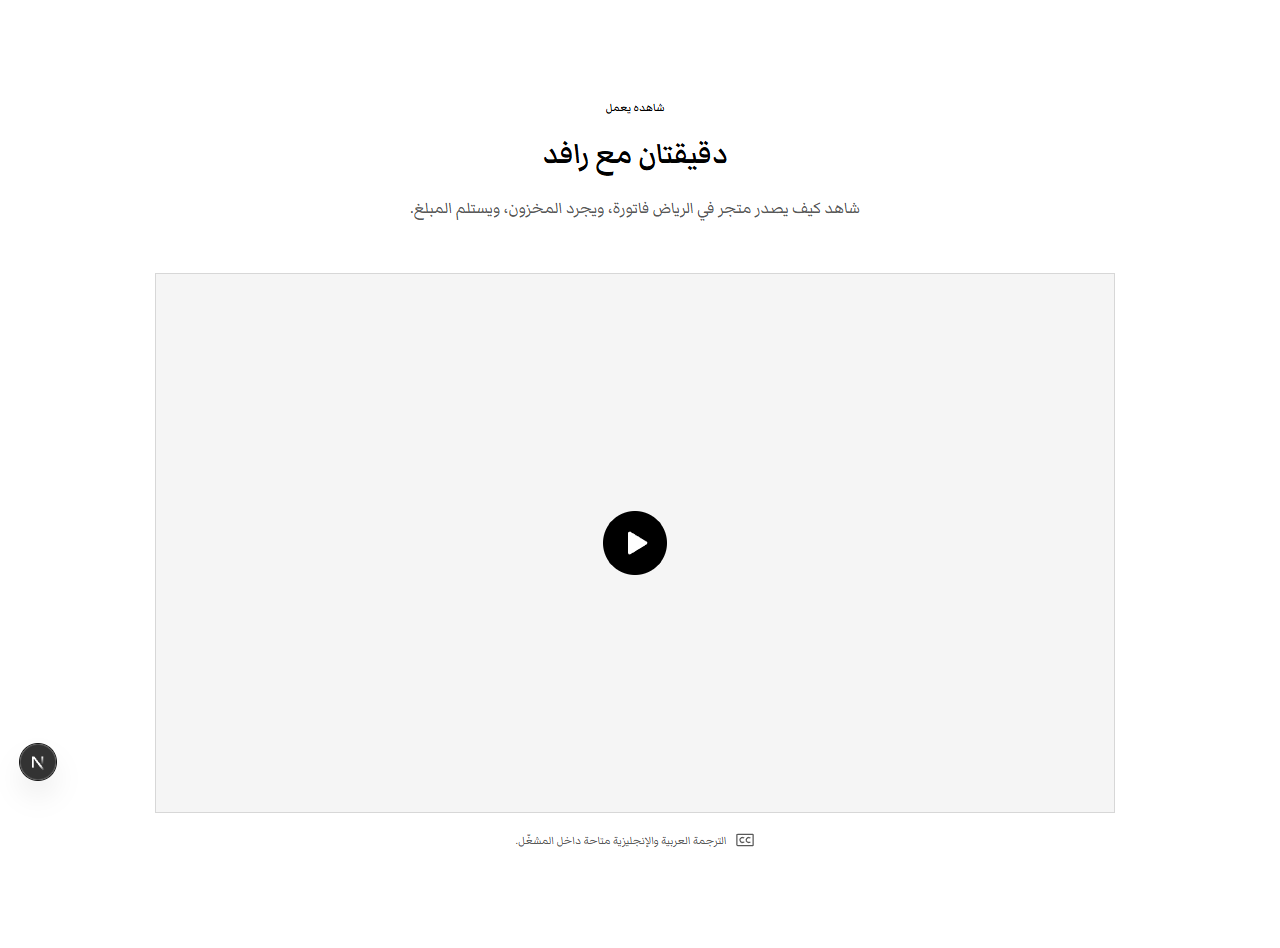 شاهده يعمل
دقيقتان مع رافد
شاهد كيف يصدر متجر في الرياض فاتورة، ويجرد المخزون، ويستلم المبلغ.
CC الترجمة العربية والإنجليزية متاحة داخل المشغّل.
N